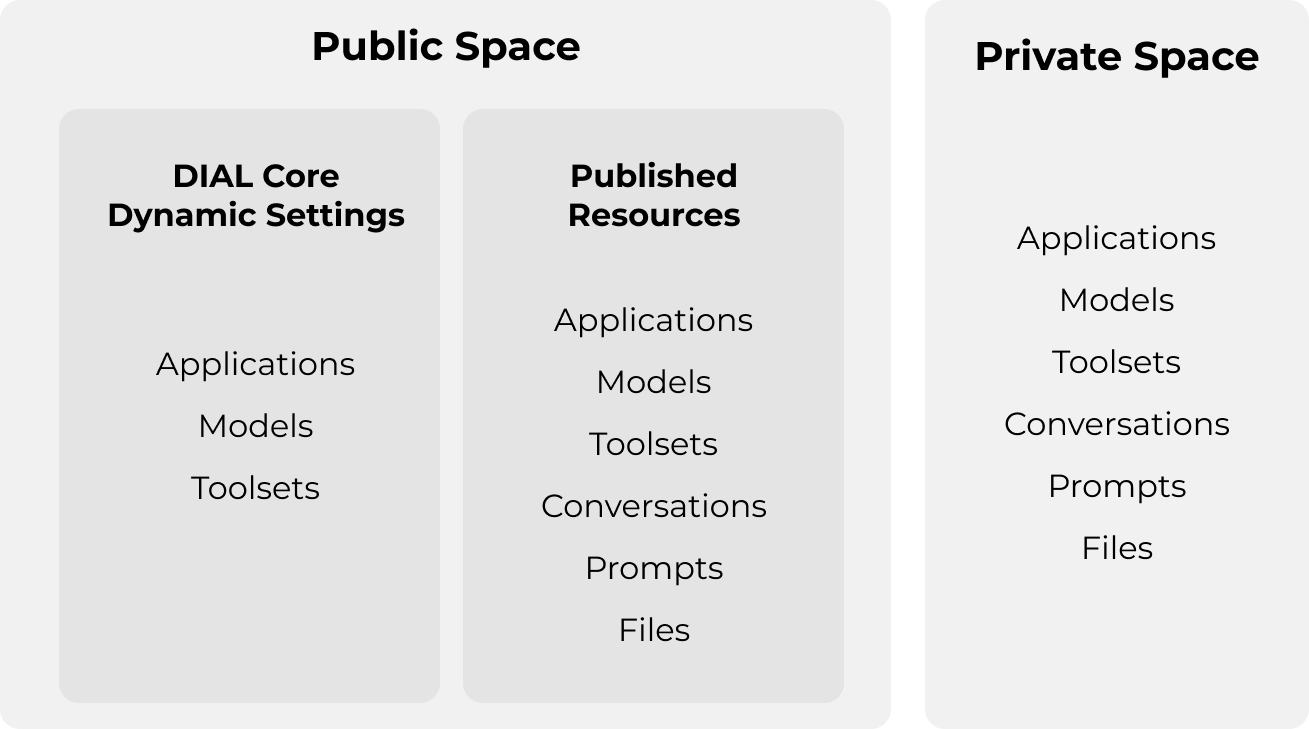 Public Space
DIAL Core
Dynamic Settings
Applications
Models
Toolsets
Published
Resources
Applications
Models
Toolsets
Conversations
Prompts
Files
Private Space
Applications
Models
Toolsets
Conversations
Prompts
Files